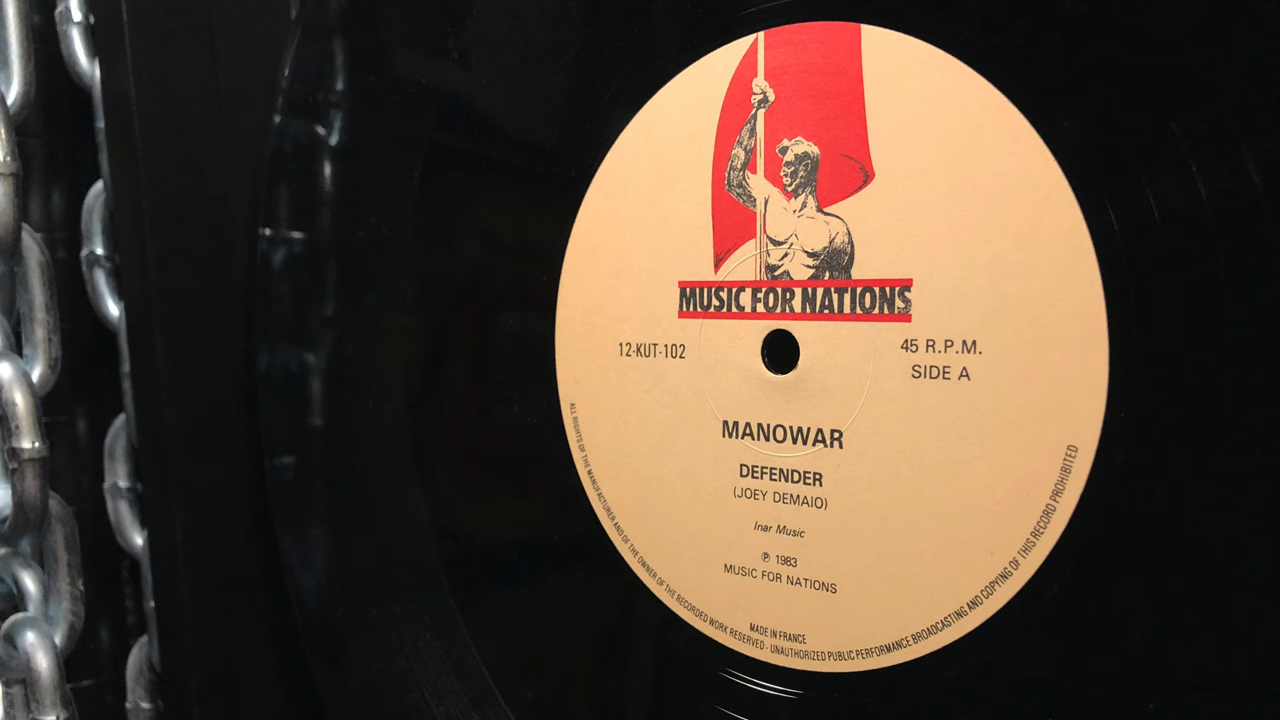 MUSIC FOR NATIONS
12·KUT·102
45 R.P.M.
SIDE A
MANOWAR
DEFENDER
(JOEY DEMAIO)
Inar Music
℗ 1983
MUSIC FOR NATIONS
MADE IN FRANCE
ALL RIGHTS OF THE MANUFACTURER AND OF THE OWNER OF THE RECORDED WORK RESERVED - UNAUTHORIZED PUBLIC PERFORMANCE BROADCASTING AND COPYING OF THIS RECORD PROHIBITED